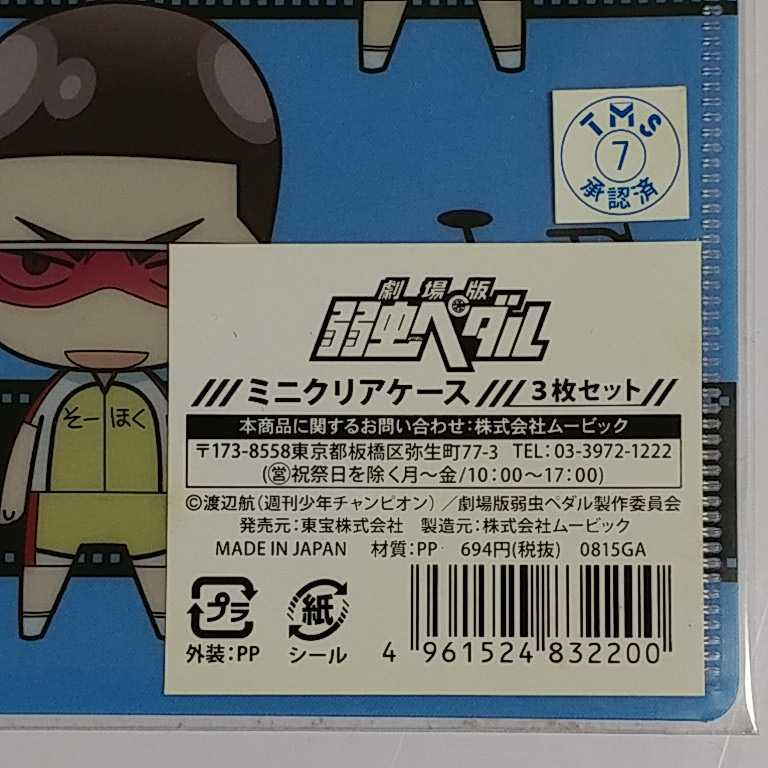 TMS
7
承認済
そーほく
劇場版
弱虫ペダル
ミニクリアケース 3枚セット
本商品に関するお問い合わせ:株式会社ムービック
〒173-8558東京都板橋区弥生町77-3 TEL:03-3972-1222
(㊂祝祭日を除く月～金/10:00～17:00)
©渡辺航(週刊少年チャンピオン)／劇場版弱虫ペダル製作委員会
発売元:東宝株式会社 製造元:株式会社ムービック
MADE IN JAPAN 材質:PP 694円(税抜) 0815GA
プラ
外装:PP
紙
シール
4 961524 832200